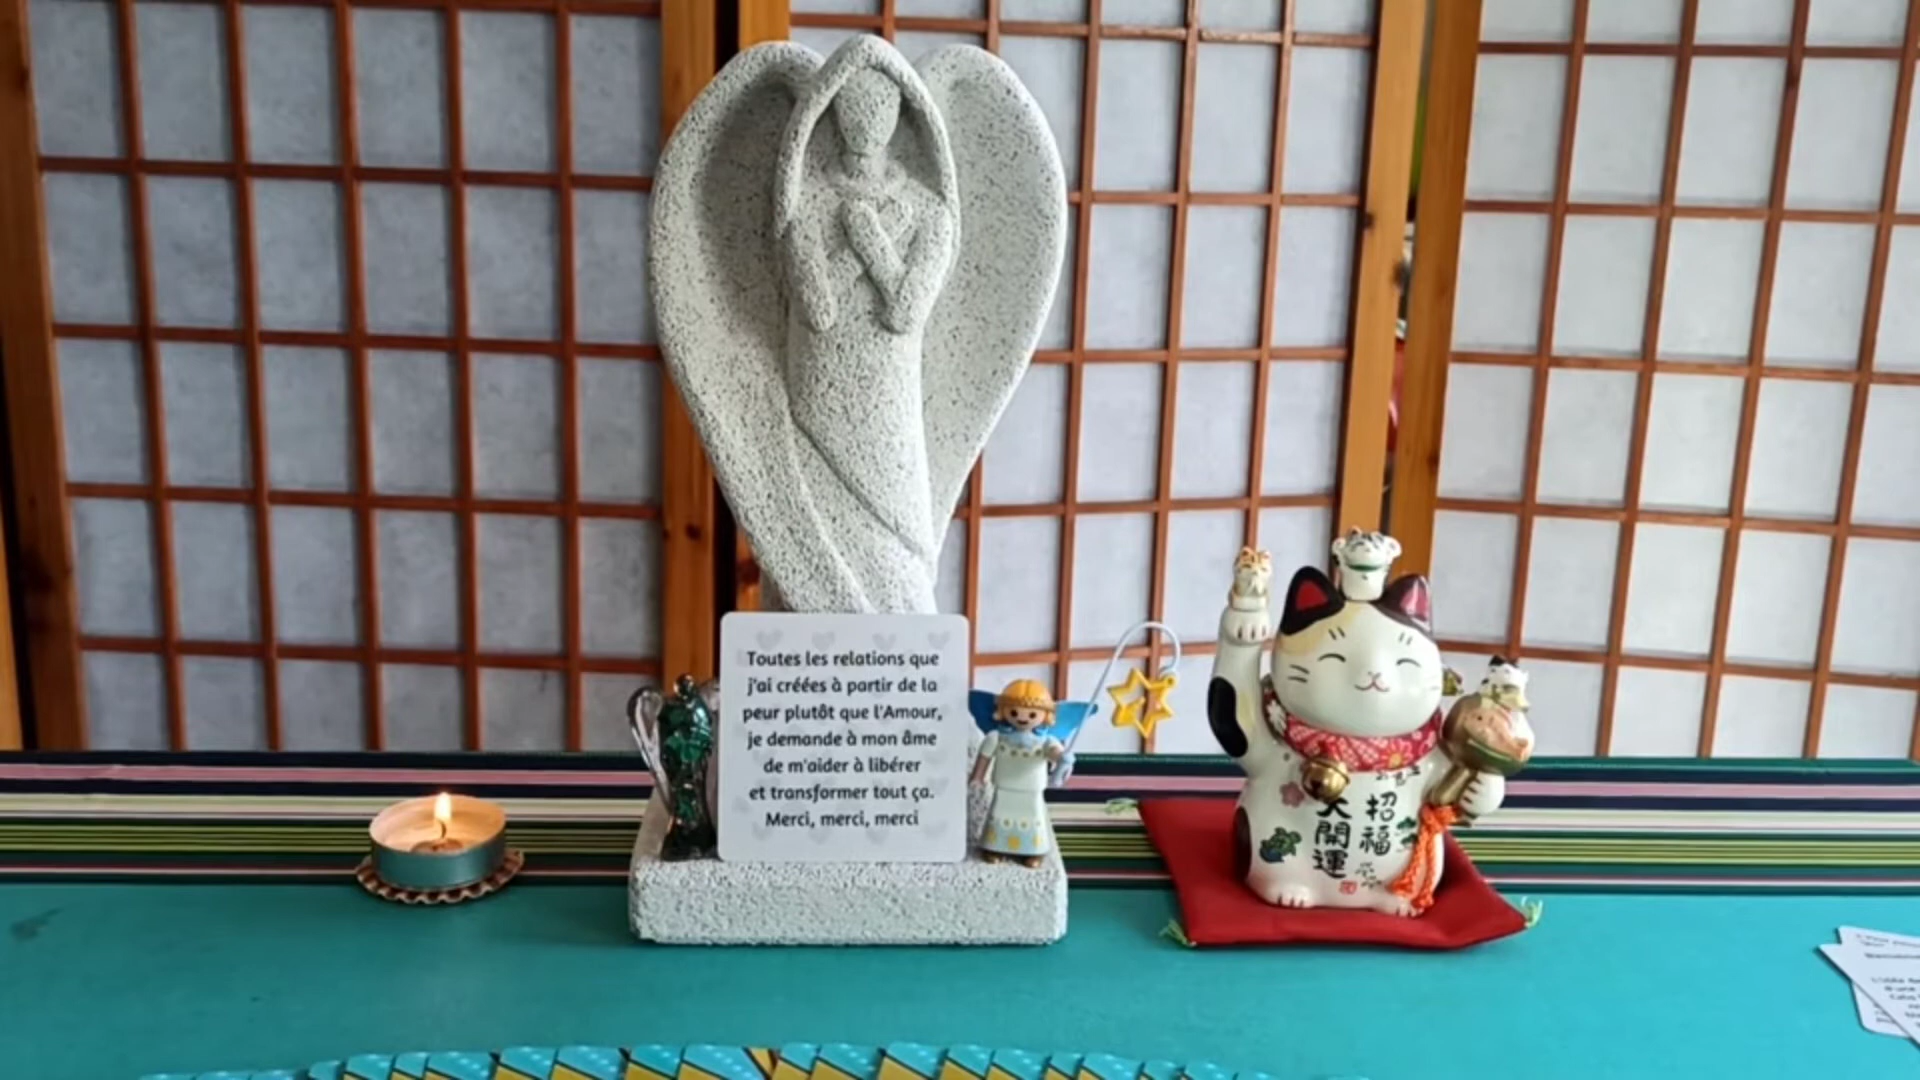 Toutes les relations que
j'ai créées à partir de la
peur plutôt que l'Amour,
je demande à mon âme
de m'aider à libérer
et transformer tout ça.
Merci, merci, merci
招福
大開運